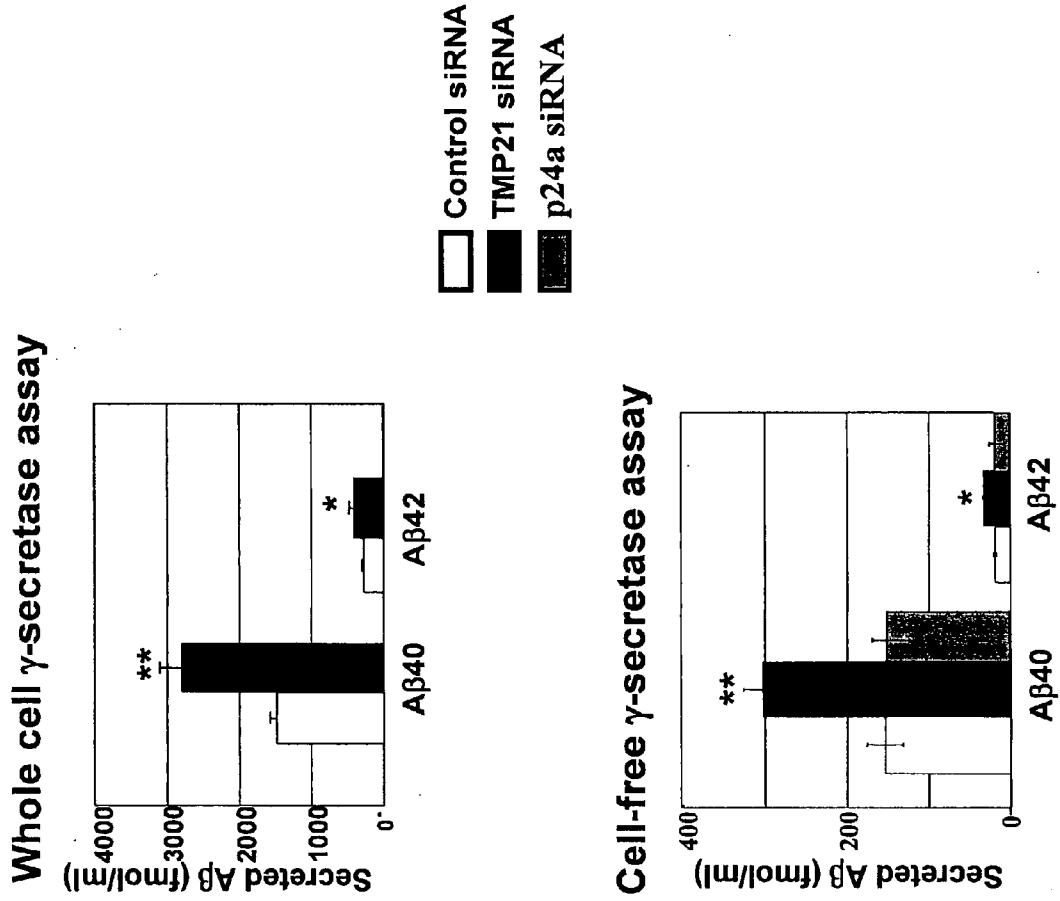 Whole cell γ-secretase assay
Secreted Aβ (fmol/ml)
4000
3000
2000
1000
0
**
*
Aβ40
Aβ42
Control siRNA
TMP21 siRNA
p24a siRNA
Cell-free γ-secretase assay
Secreted Aβ (fmol/ml)
400
200
0
**
*
Aβ40
Aβ42